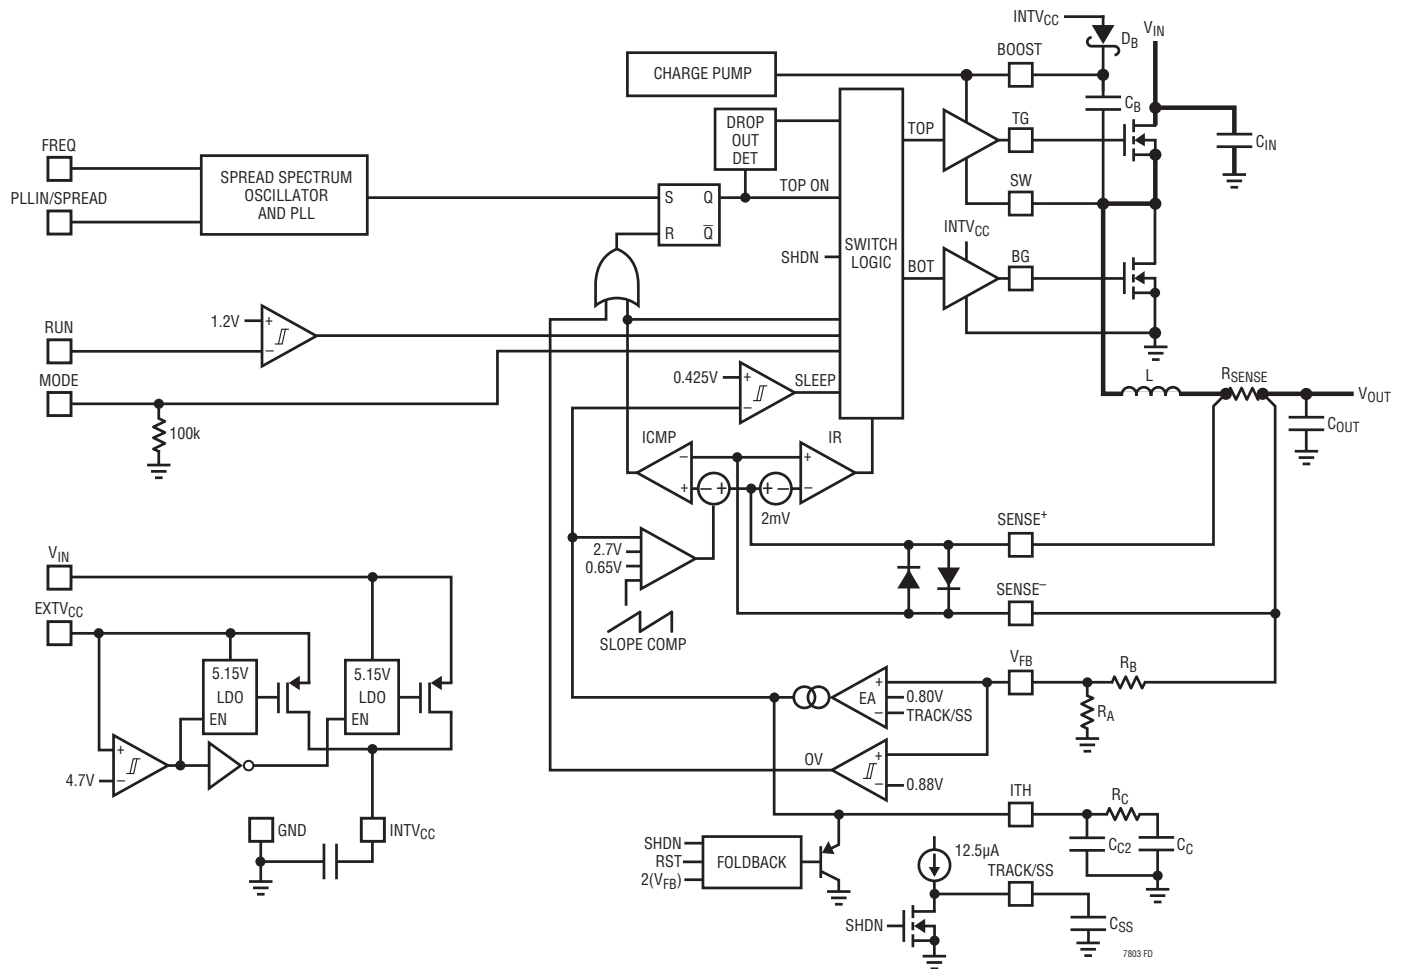 INTVCC
VIN
DB
BOOST
CHARGE PUMP
CB
DROP
OUT
DET
TOP
TG
CIN
FREQ
PLLIN/SPREAD
SPREAD SPECTRUM
OSCILLATOR
AND PLL
S
Q
R
Q̅
TOP ON
SW
SWITCH
LOGIC
INTVCC
SHDN
BOT
BG
RUN
1.2V
+
–
MODE
100k
0.425V
+
–
SLEEP
L
RSENSE
VOUT
COUT
ICMP
–
+
– +
+ –
2mV
IR
+
–
2.7V
0.65V
SLOPE COMP
SENSE+
SENSE–
VIN
EXTVCC
5.15V
LDO
EN
5.15V
LDO
EN
+
–
4.7V
GND
INTVCC
VFB
RB
RA
EA
+
–
0.80V
TRACK/SS
OV
+
–
0.88V
ITH
RC
CC2
CC
SHDN
RST
2(VFB)
FOLDBACK
12.5µA
TRACK/SS
SHDN
CSS
7803 FD